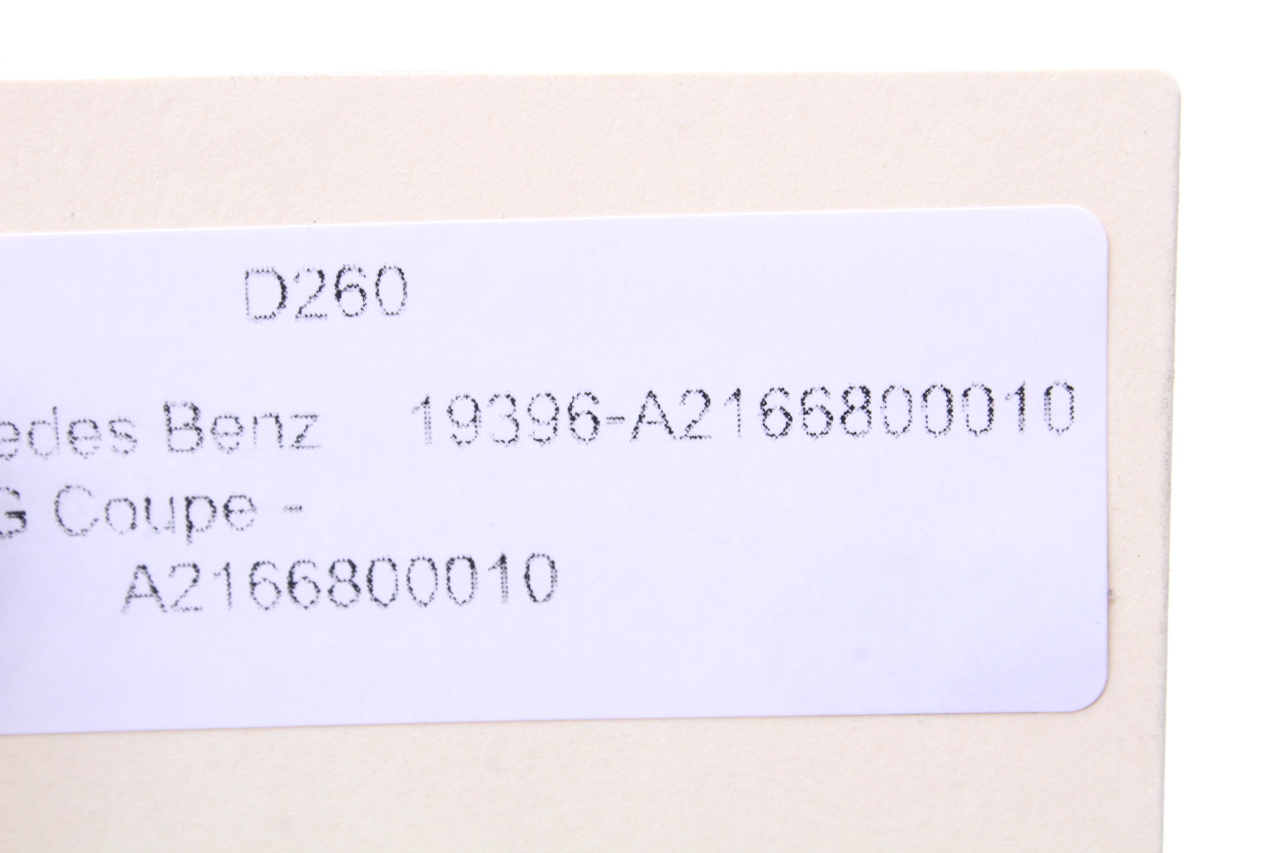 D260
edes Benz 19396-A2166800010
G Coupe -
A2166800010